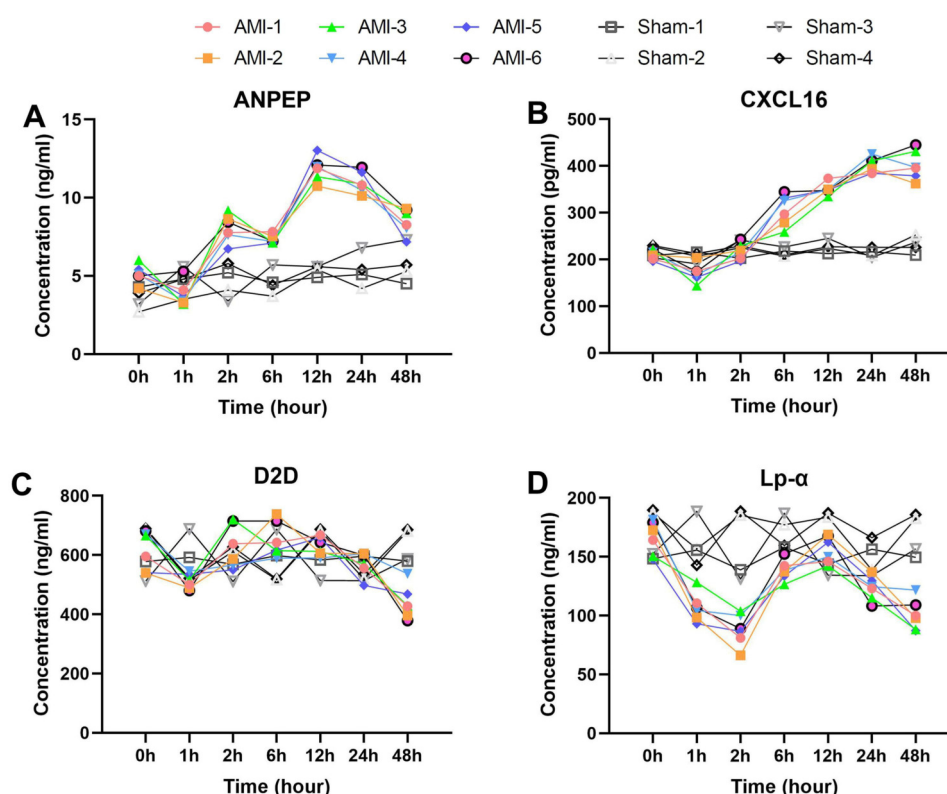 AMI-1 AMI-3 AMI-5 Sham-1 Sham-3
AMI-2 AMI-4 AMI-6 Sham-2 Sham-4
A ANPEP
Concentration (ng/ml)
15
10
5
0
0h 1h 2h 6h 12h 24h 48h
Time (hour)
B CXCL16
Concentration (pg/ml)
500
400
300
200
100
0
0h 1h 2h 6h 12h 24h 48h
Time (hour)
C D2D
Concentration (ng/ml)
800
600
400
200
0
0h 1h 2h 6h 12h 24h 48h
Time (hour)
D Lp-α
Concentration (ng/ml)
200
150
100
50
0
0h 1h 2h 6h 12h 24h 48h
Time (hour)